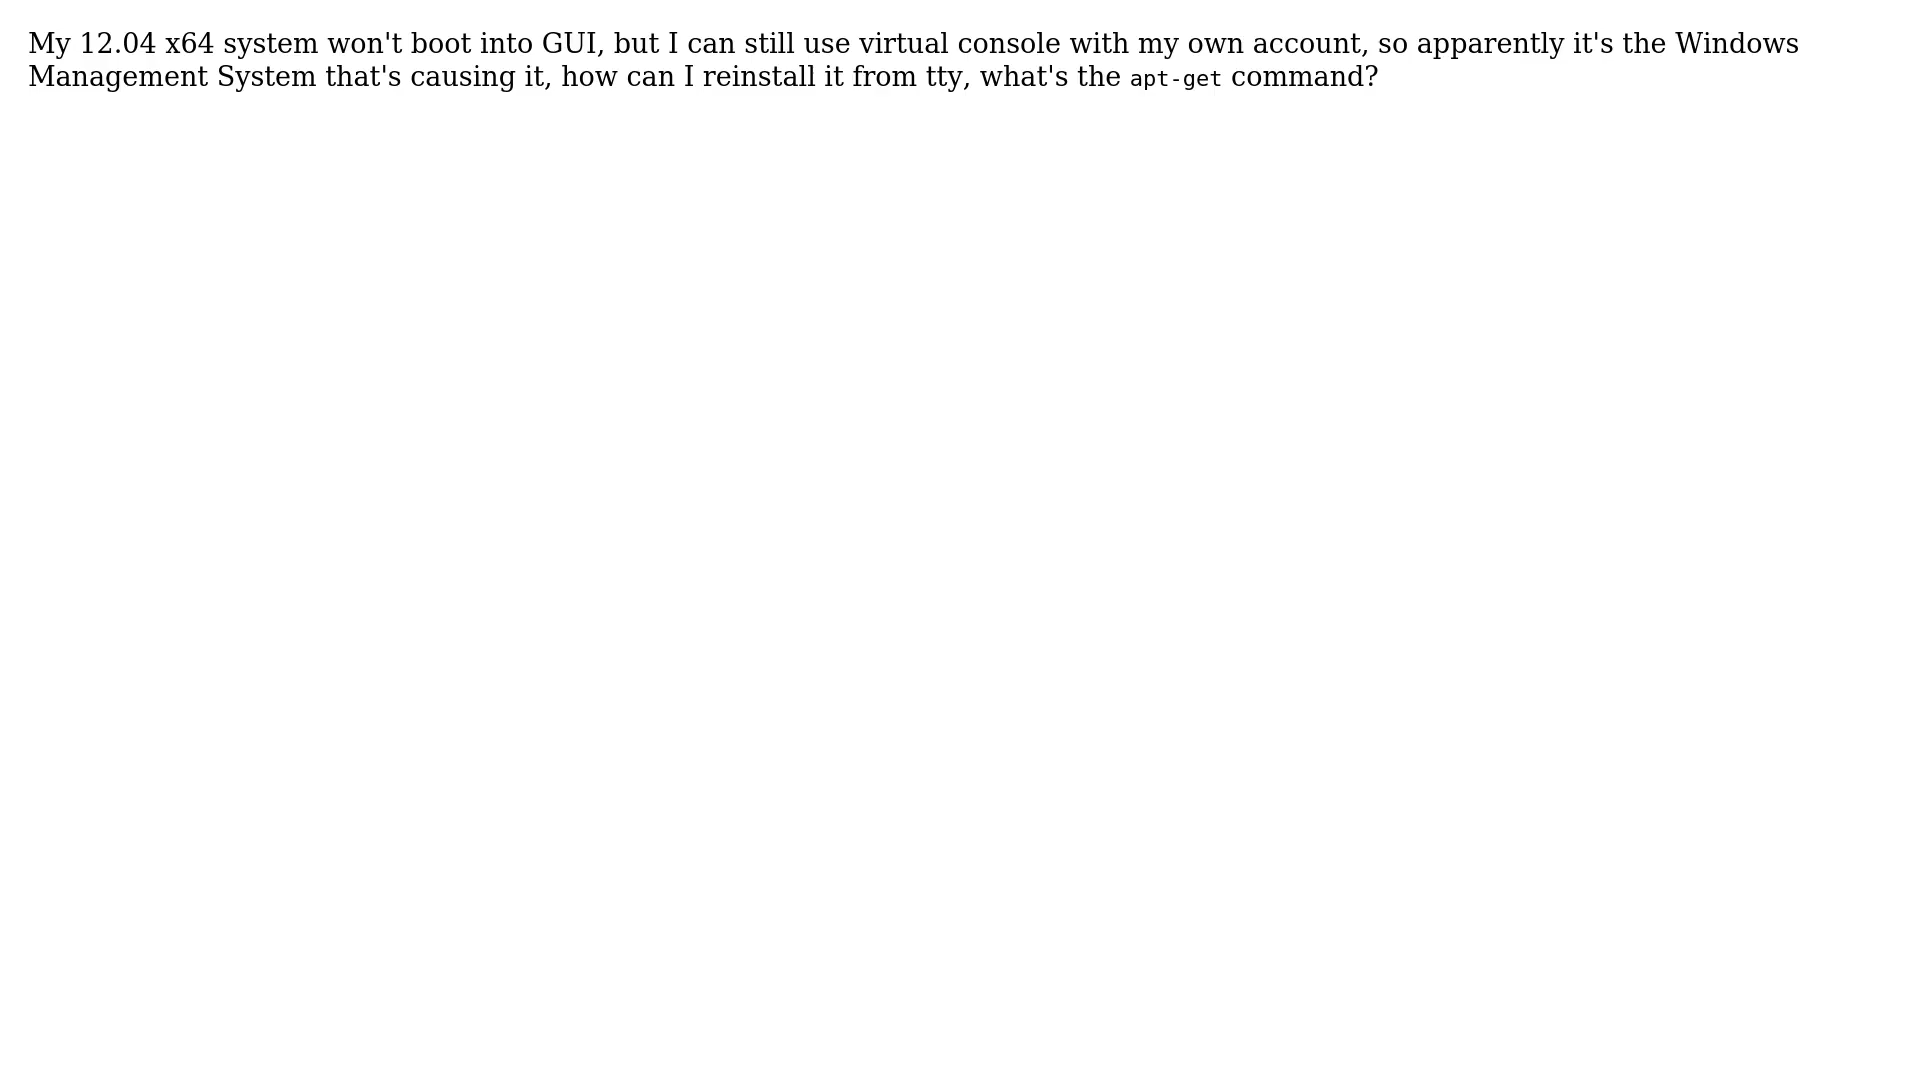 My 12.04 x64 system won't boot into GUI, but I can still use virtual console with my own account, so apparently it's the Windows
Management System that's causing it, how can I reinstall it from tty, what's the apt-get command?